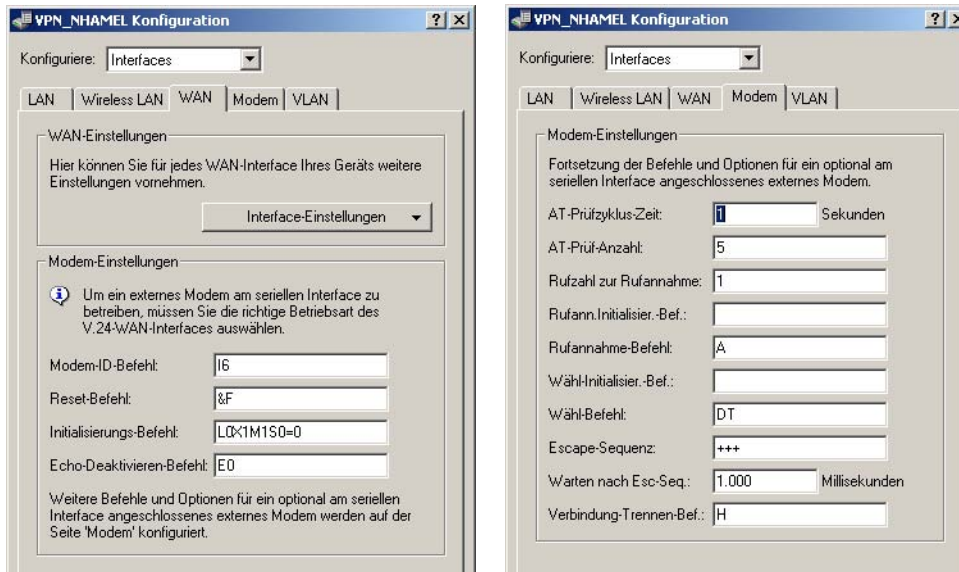 VPN_NHAMEL Konfiguration
Konfiguriere: Interfaces
LAN Wireless LAN WAN Modem VLAN
WAN-Einstellungen
Hier können Sie für jedes WAN-Interface Ihres Geräts weitere
Einstellungen vornehmen.
Interface-Einstellungen
Modem-Einstellungen
Um ein externes Modem am seriellen Interface zu
betreiben, müssen Sie die richtige Betriebsart des
V.24-WAN-Interfaces auswählen.
Modem-ID-Befehl: I6
Reset-Befehl: &F
Initialisierungs-Befehl: L0X1M1S0=0
Echo-Deaktivieren-Befehl: E0
Weitere Befehle und Optionen für ein optional am seriellen
Interface angeschlossenes externes Modem werden auf der
Seite 'Modem' konfiguriert.
VPN_NHAMEL Konfiguration
Konfiguriere: Interfaces
LAN Wireless LAN WAN Modem VLAN
Modem-Einstellungen
Fortsetzung der Befehle und Optionen für ein optional am
seriellen Interface angeschlossenes externes Modem.
AT-Prüfzyklus-Zeit: 1 Sekunden
AT-Prüf-Anzahl: 5
Rufzahl zur Rufannahme: 1
Rufann.Initialisier.-Bef.:
Rufannahme-Befehl: A
Wähl-Initialisier.-Bef.:
Wähl-Befehl: DT
Escape-Sequenz: +++
Warten nach Esc-Seq.: 1.000 Millisekunden
Verbindung-Trennen-Bef.: H